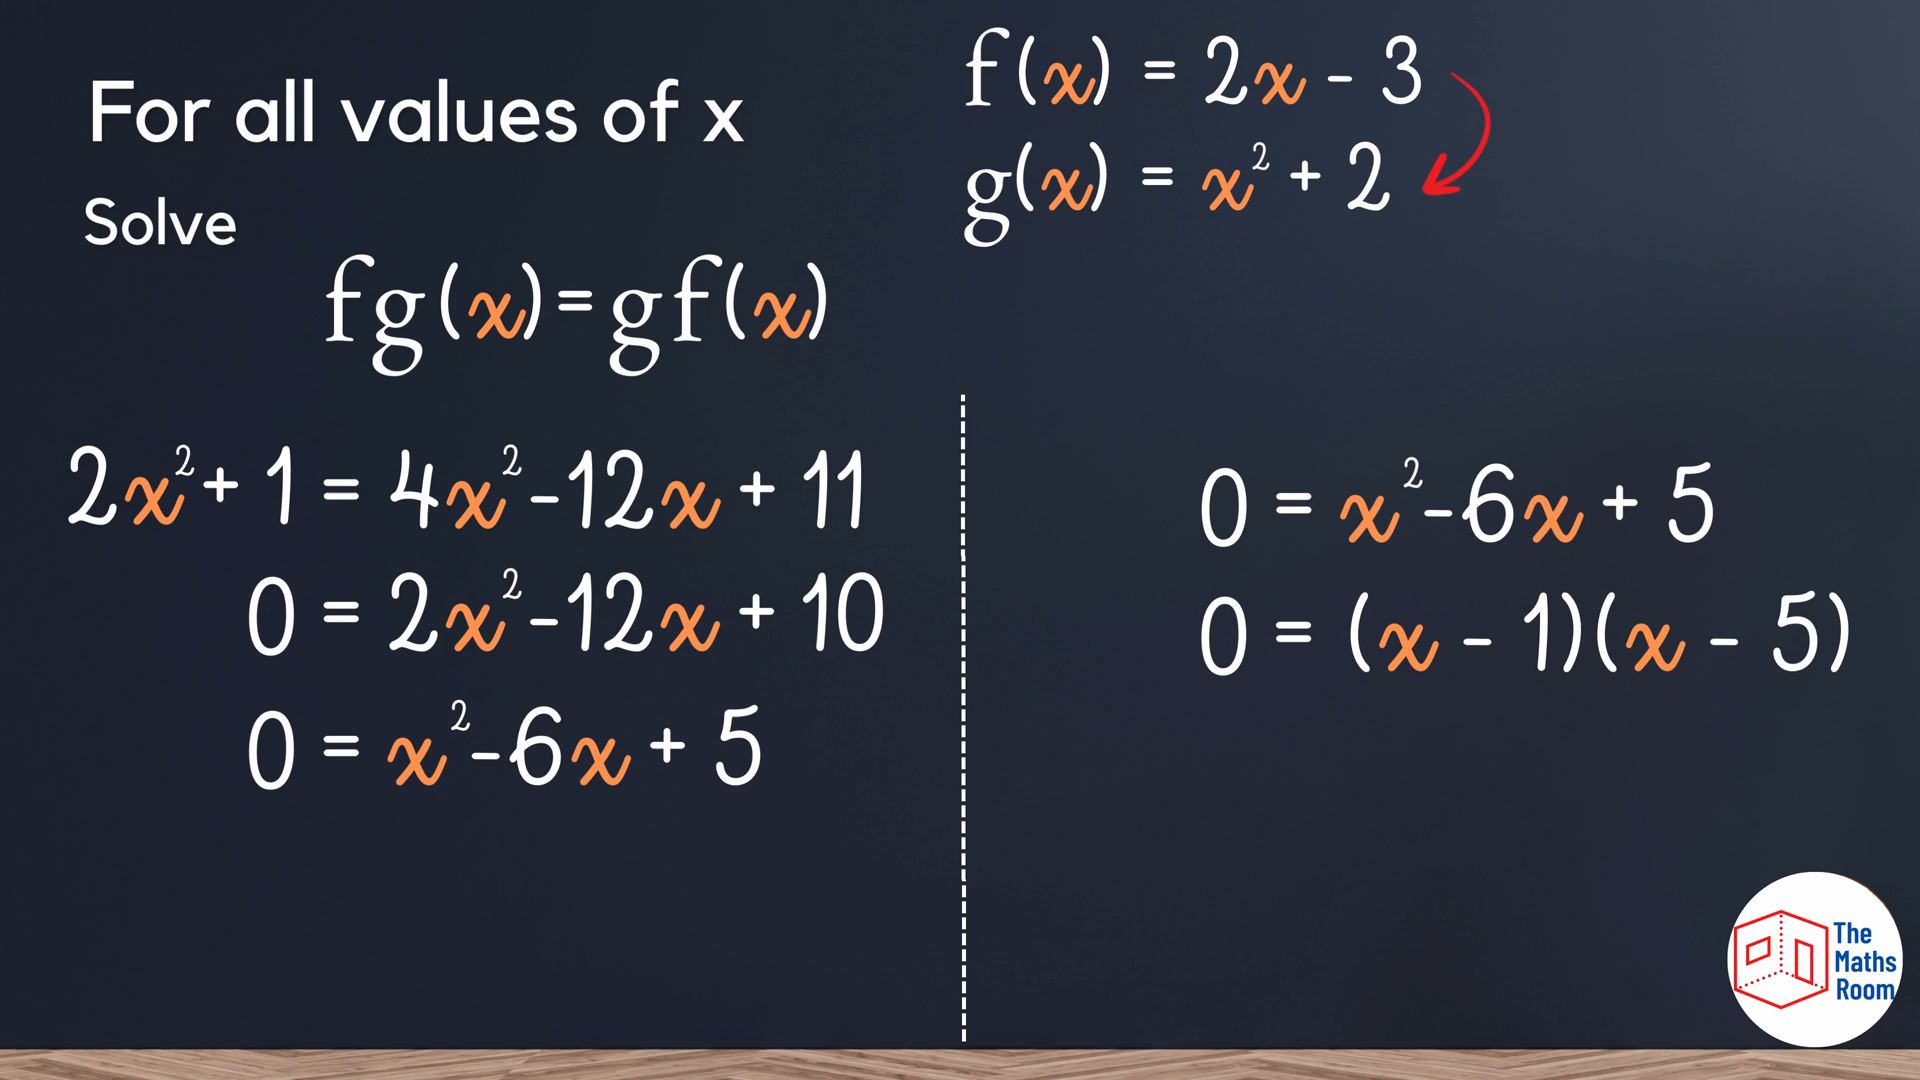 For all values of x
Solve
f(x) = 2x - 3
g(x) = x² + 2
fg(x)=gf(x)
2x² + 1 = 4x² - 12x + 11
0 = 2x² - 12x + 10
0 = x² - 6x + 5
0 = x² - 6x + 5
0 = (x - 1)(x - 5)
The
Maths
Room